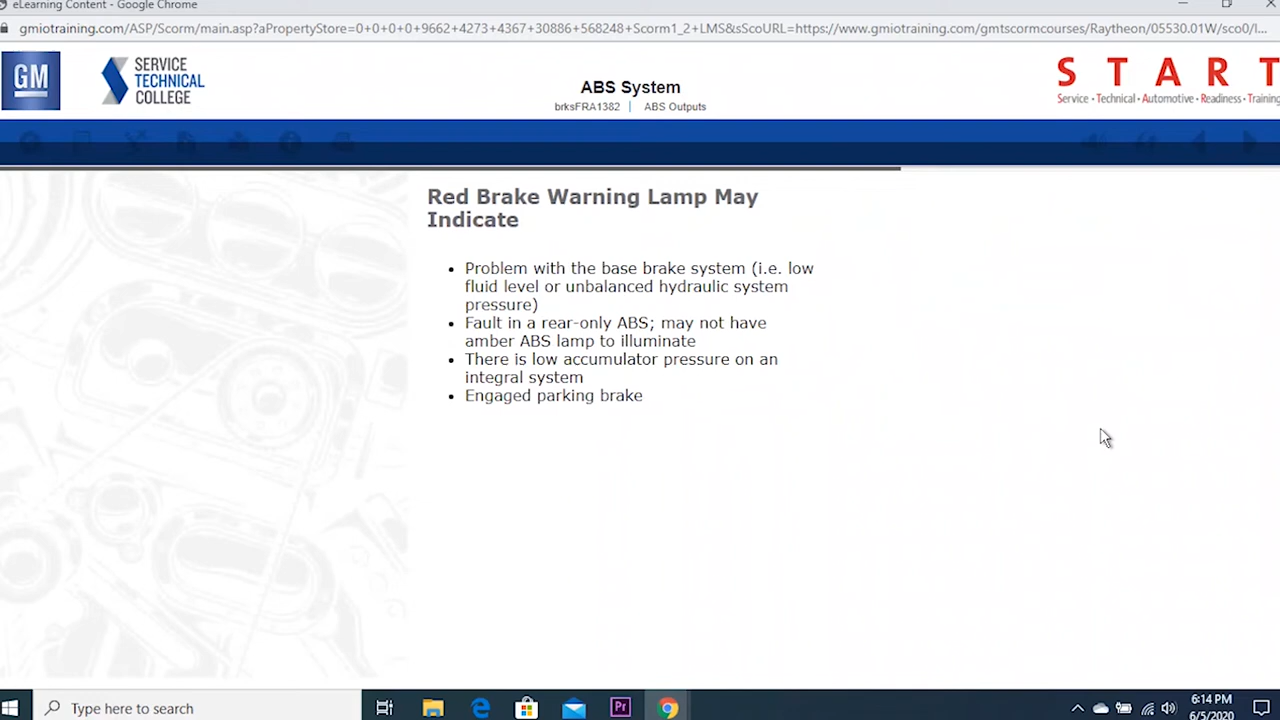 eLearning Content - Google Chrome
gmiotraining.com/ASP/Scorm/main.asp?aPropertyStore=0+0+0+0+9662+4273+4367+30886+568248+Scorm1_2+LMS&sScoURL=https://www.gmiotraining.com/gmtscormcourses/Raytheon/05530.01W/sco0/l...
GM
SERVICE
TECHNICAL
COLLEGE
ABS System
brksFRA1382 | ABS Outputs
START
Service • Technical • Automotive • Readiness • Training
Red Brake Warning Lamp May
Indicate
• Problem with the base brake system (i.e. low
fluid level or unbalanced hydraulic system
pressure)
• Fault in a rear-only ABS; may not have
amber ABS lamp to illuminate
• There is low accumulator pressure on an
integral system
• Engaged parking brake
Type here to search
Pr
6:14 PM
6/5/2020